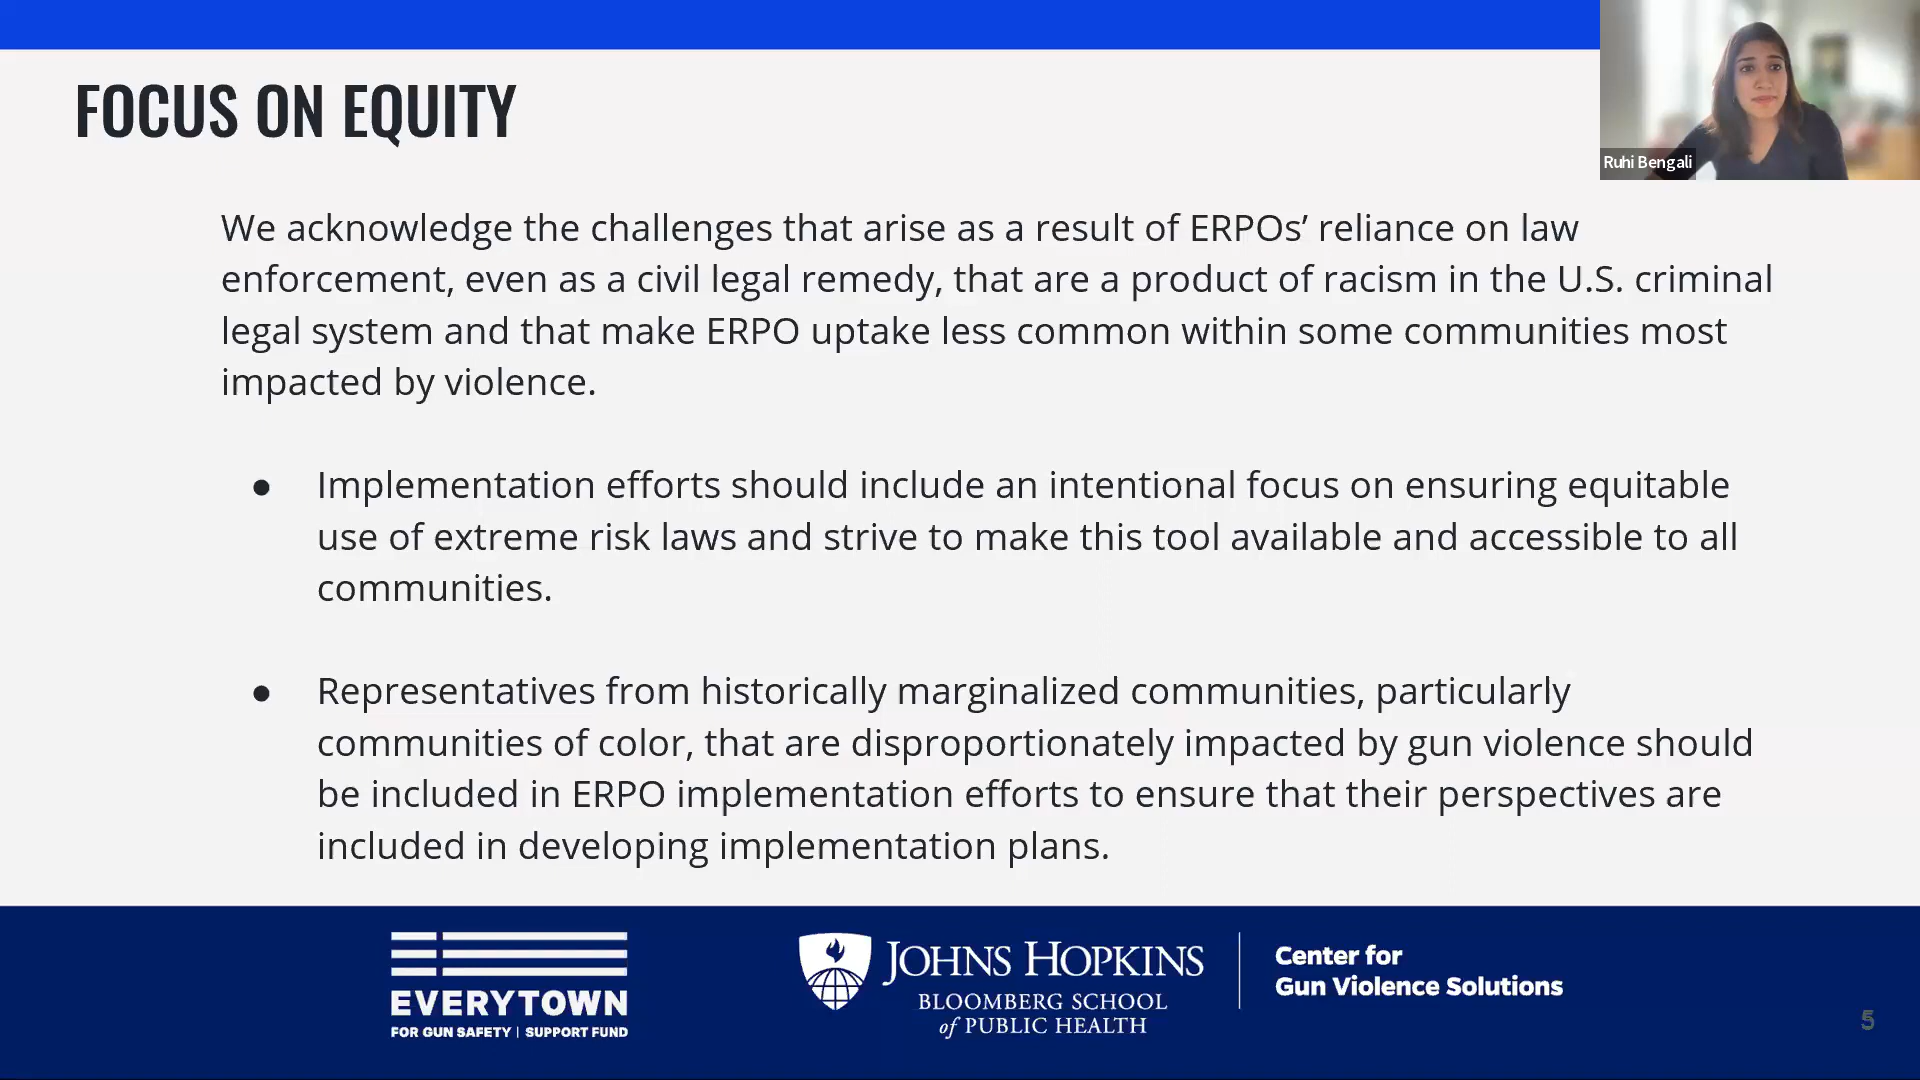 FOCUS ON EQUITY
Ruhi Bengali
We acknowledge the challenges that arise as a result of ERPOs’ reliance on law
enforcement, even as a civil legal remedy, that are a product of racism in the U.S. criminal
legal system and that make ERPO uptake less common within some communities most
impacted by violence.
● Implementation efforts should include an intentional focus on ensuring equitable
use of extreme risk laws and strive to make this tool available and accessible to all
communities.
● Representatives from historically marginalized communities, particularly
communities of color, that are disproportionately impacted by gun violence should
be included in ERPO implementation efforts to ensure that their perspectives are
included in developing implementation plans.
EVERYTOWN
FOR GUN SAFETY | SUPPORT FUND
JOHNS HOPKINS
BLOOMBERG SCHOOL
of PUBLIC HEALTH
Center for
Gun Violence Solutions
5